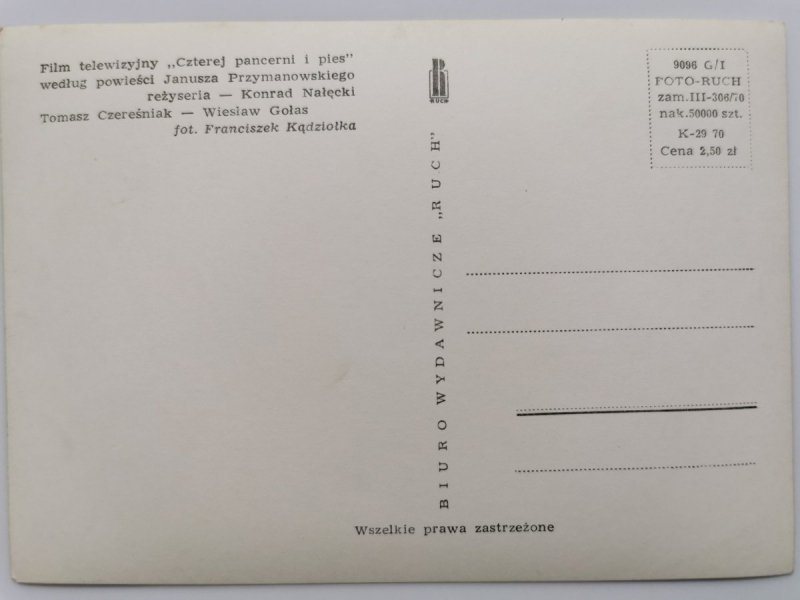 Film telewizyjny „Czterej pancerni i pies"
według powieści Janusza Przymanowskiego
reżyseria — Konrad Nałęcki
Tomasz Czereśniak — Wiesław Gołas
fot. Franciszek Kądziołka
RUCH
BIURO WYDAWNICZE „RUCH"
9096 G/I
FOTO-RUCH
zam.III-306/70
nak.50000 szt.
K-29 70
Cena 2,50 zł
Wszelkie prawa zastrzeżone